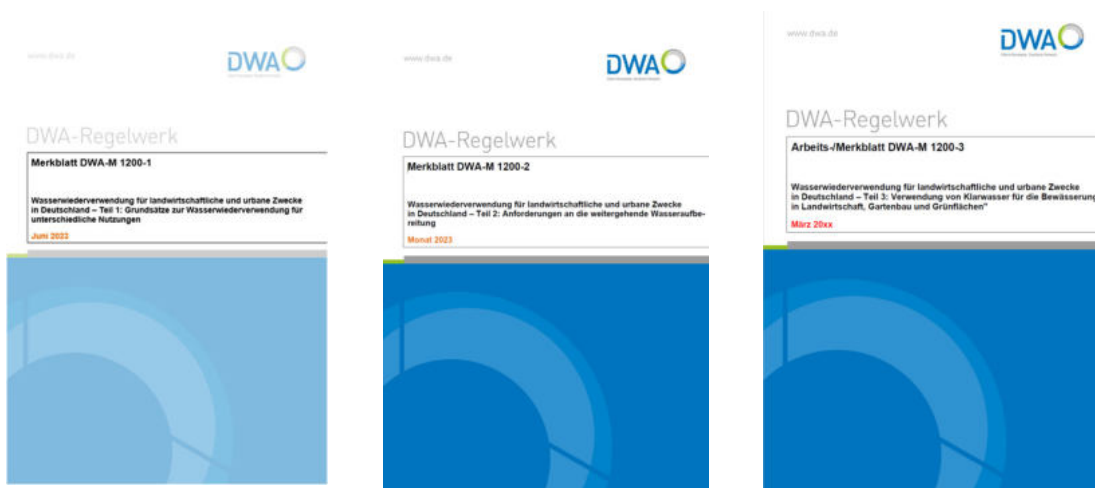 www.dwa.de
DWA
DWA-Regelwerk
Merkblatt DWA-M 1200-1
Wasserwiederverwendung für landwirtschaftliche und urbane Zwecke
in Deutschland – Teil 1: Grundsätze zur Wasserwiederverwendung für
unterschiedliche Nutzungen
Juni 2023
www.dwa.de
DWA
DWA-Regelwerk
Merkblatt DWA-M 1200-2
Wasserwiederverwendung für landwirtschaftliche und urbane Zwecke
in Deutschland – Teil 2: Anforderungen an die weitergehende Wasseraufbe-
reitung
Monat 2023
www.dwa.de
DWA
DWA-Regelwerk
Arbeits-/Merkblatt DWA-M 1200-3
Wasserwiederverwendung für landwirtschaftliche und urbane Zwecke
in Deutschland – Teil 3: Verwendung von Klarwasser für die Bewässerung
in Landwirtschaft, Gartenbau und Grünflächen"
März 20xx